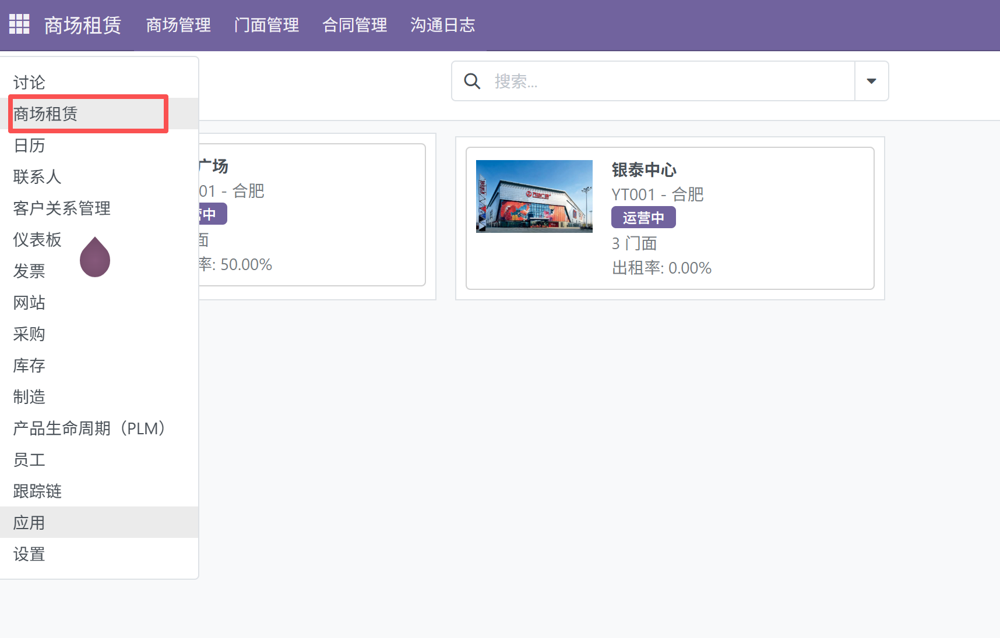 商场租赁 商场管理 门面管理 合同管理 沟通日志
搜索...
讨论
商场租赁
日历
联系人
客户关系管理
仪表板
发票
网站
采购
库存
制造
产品生命周期（PLM）
员工
跟踪链
应用
设置
广场
01 - 合肥
营中
面
率: 50.00%
银泰中心
YT001 - 合肥
运营中
3 门面
出租率: 0.00%